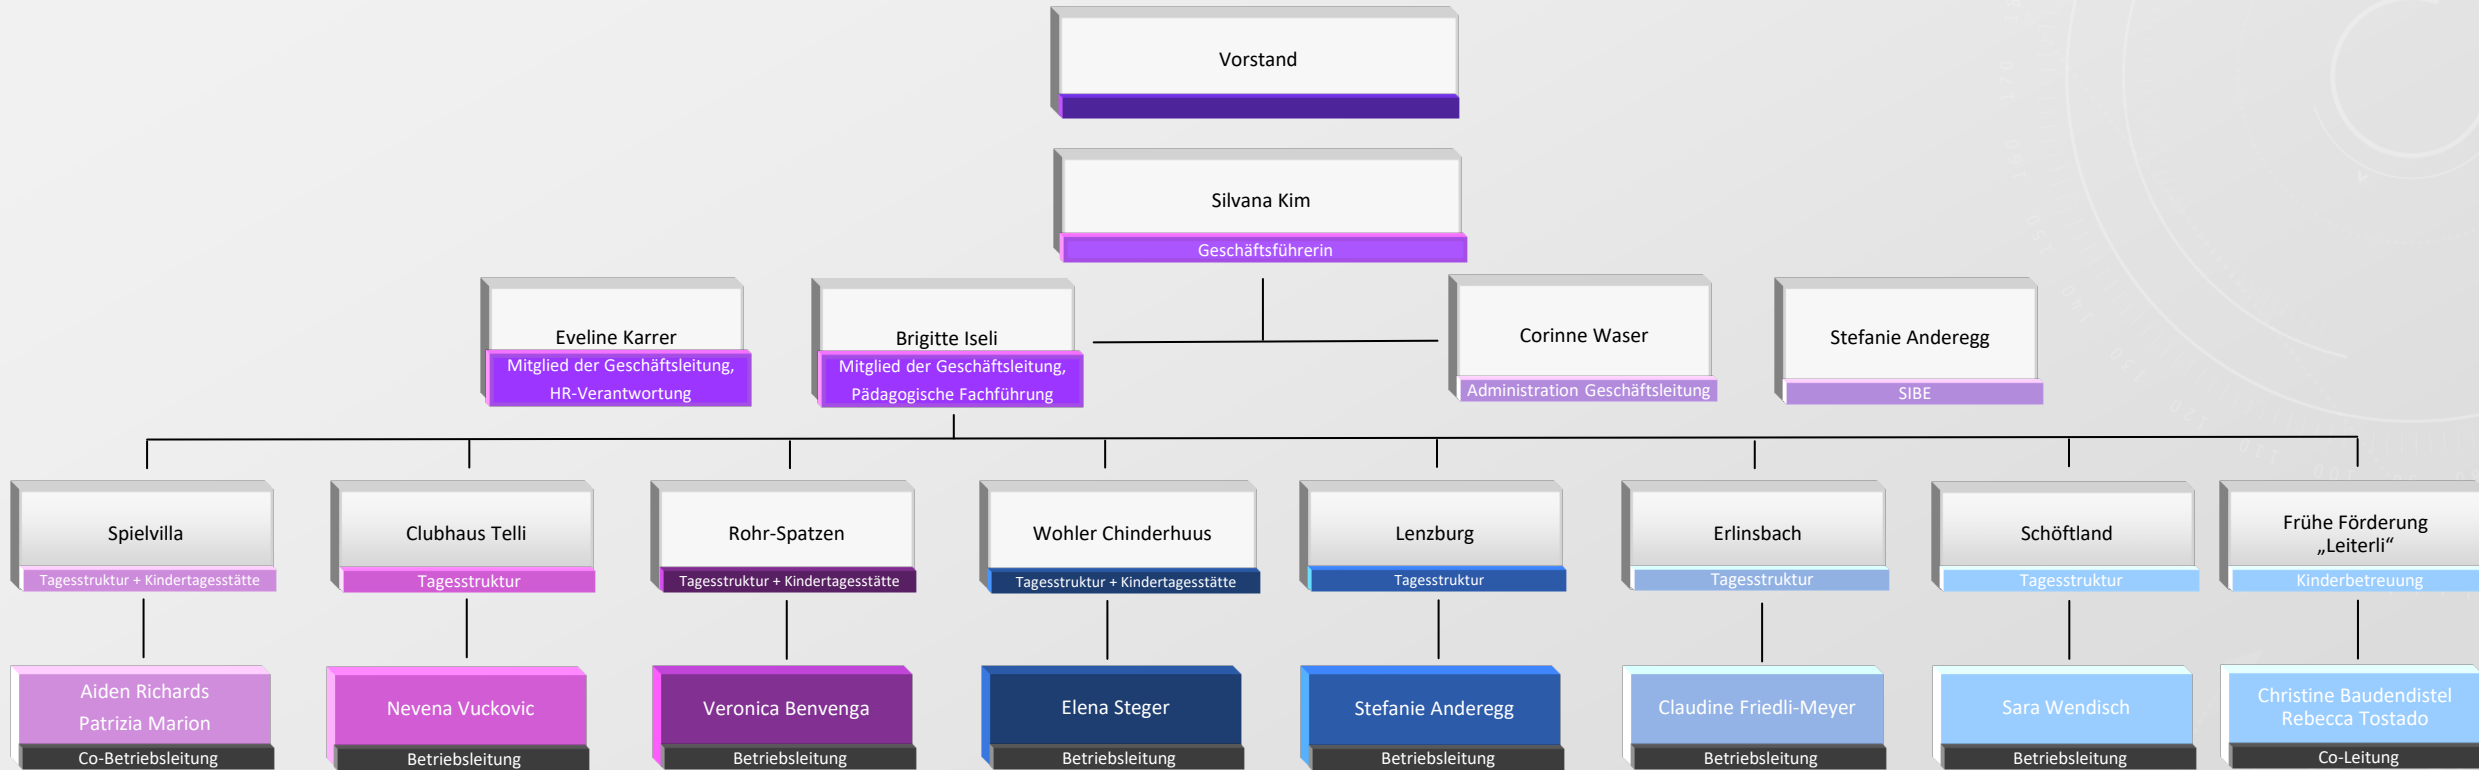 Vorstand
Silvana Kim
Geschäftsführerin
Eveline Karrer
Mitglied der Geschäftsleitung,
HR-Verantwortung
Brigitte Iseli
Mitglied der Geschäftsleitung,
Pädagogische Fachführung
Corinne Waser
Administration Geschäftsleitung
Stefanie Anderegg
SIBE
Spielvilla
Tagesstruktur + Kindertagesstätte
Clubhaus Telli
Tagesstruktur
Rohr-Spatzen
Tagesstruktur + Kindertagesstätte
Wohler Chinderhuus
Tagesstruktur + Kindertagesstätte
Lenzburg
Tagesstruktur
Erlinsbach
Tagesstruktur
Schöftland
Tagesstruktur
Frühe Förderung
„Leiterli“
Kinderbetreuung
Aiden Richards
Patrizia Marion
Co-Betriebsleitung
Nevena Vuckovic
Betriebsleitung
Veronica Benvenga
Betriebsleitung
Elena Steger
Betriebsleitung
Stefanie Anderegg
Betriebsleitung
Claudine Friedli-Meyer
Betriebsleitung
Sara Wendisch
Betriebsleitung
Christine Baudendistel
Rebecca Tostado
Co-Leitung